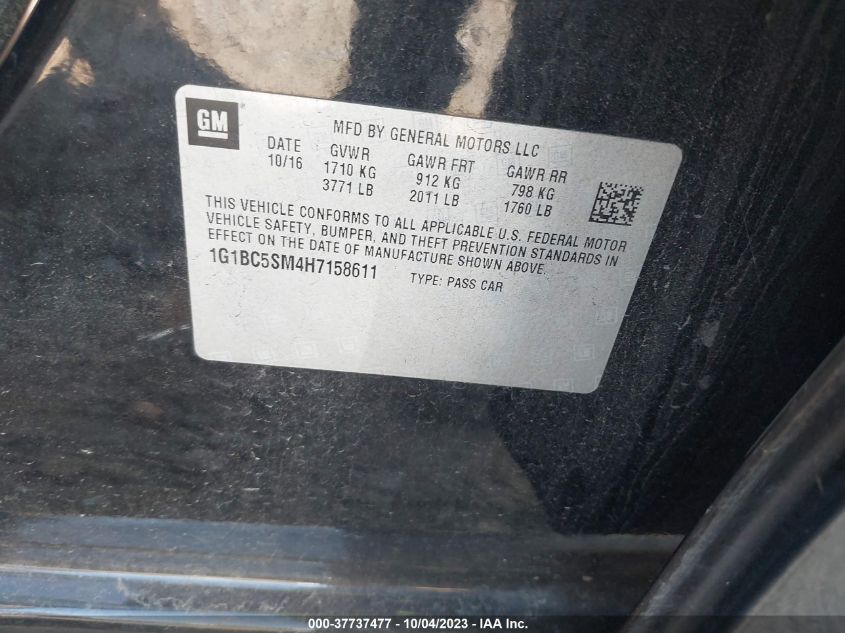 GM
MFD BY GENERAL MOTORS LLC
DATE GVWR GAWR FRT GAWR RR
10/16 1710 KG 912 KG 798 KG
3771 LB 2011 LB 1760 LB
THIS VEHICLE CONFORMS TO ALL APPLICABLE U.S. FEDERAL MOTOR
VEHICLE SAFETY, BUMPER, AND THEFT PREVENTION STANDARDS IN
EFFECT ON THE DATE OF MANUFACTURE SHOWN ABOVE.
1G1BC5SM4H7158611 TYPE: PASS CAR
000-37737477 - 10/04/2023 - IAA Inc.